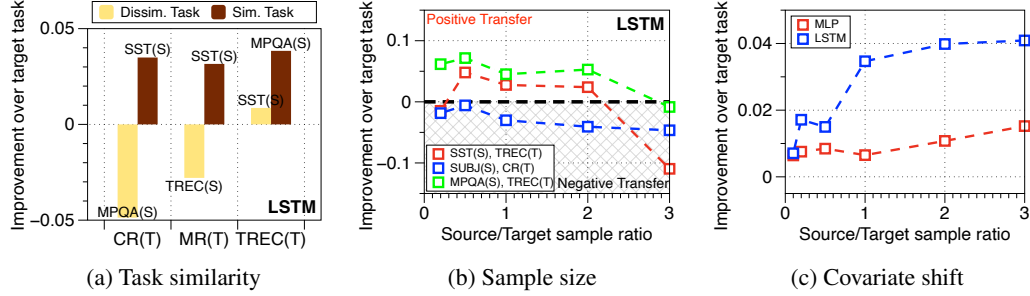 Dissim. Task Sim. Task
Improvement over target task
0.05
0
−0.05
SST(S)
SST(S)
MPQA(S)
SST(S)
TREC(S)
MPQA(S)
LSTM
CR(T) MR(T) TREC(T)
(a) Task similarity
Improvement over target task
Positive Transfer
LSTM
0.1
0
−0.1
SST(S), TREC(T)
SUBJ(S), CR(T)
MPQA(S), TREC(T)
Negative Transfer
0 1 2 3
Source/Target sample ratio
(b) Sample size
Improvement over target task
MLP
LSTM
0.04
0.02
0
0 1 2 3
Source/Target sample ratio
(c) Covariate shift